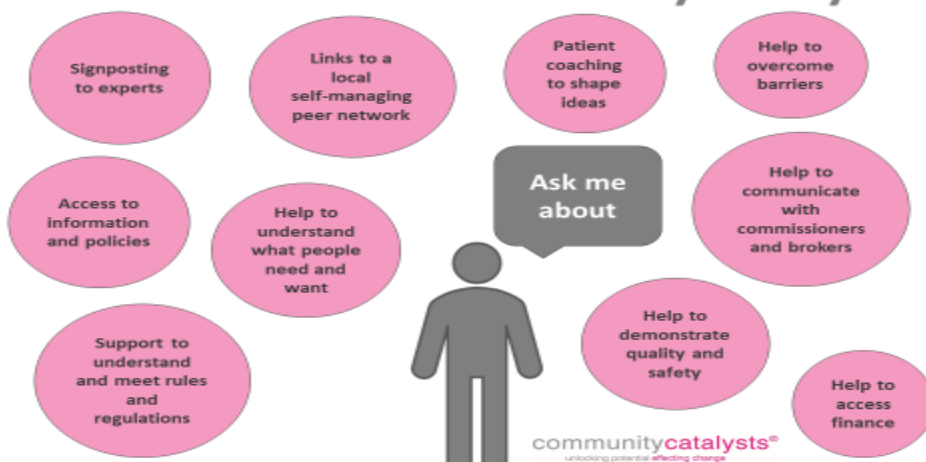 Signposting
to experts
Links to a
local
self-managing
peer network
Patient
coaching
to shape
ideas
Help to
overcome
barriers
Ask me
about
Access to
information
and policies
Help to
understand
what people
need and
want
Help to
communicate
with
commissioners
and brokers
Support to
understand
and meet rules
and
regulations
Help to
demonstrate
quality and
safety
Help to
access
finance
communitycatalysts®
unlocking potential effecting change